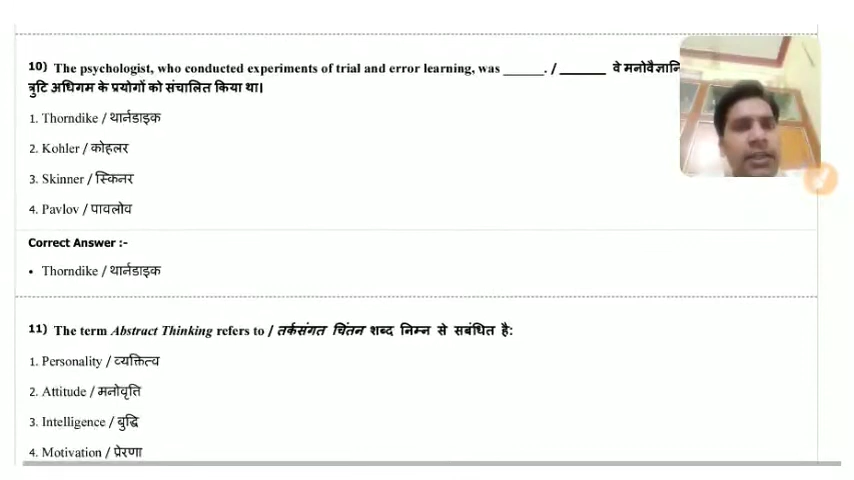 10) The psychologist, who conducted experiments of trial and error learning, was ______. / ______ वे मनोवैज्ञानि
त्रुटि अधिगम के प्रयोगों को संचालित किया था।
1. Thorndike / थार्नडाइक
2. Kohler / कोहलर
3. Skinner / स्किनर
4. Pavlov / पावलोव
Correct Answer :-
• Thorndike / थार्नडाइक
11) The term Abstract Thinking refers to / तर्कसंगत चिंतन शब्द निम्न से सबंधित है:
1. Personality / व्यक्तित्व
2. Attitude / मनोवृत्ति
3. Intelligence / बुद्धि
4. Motivation / प्रेरणा